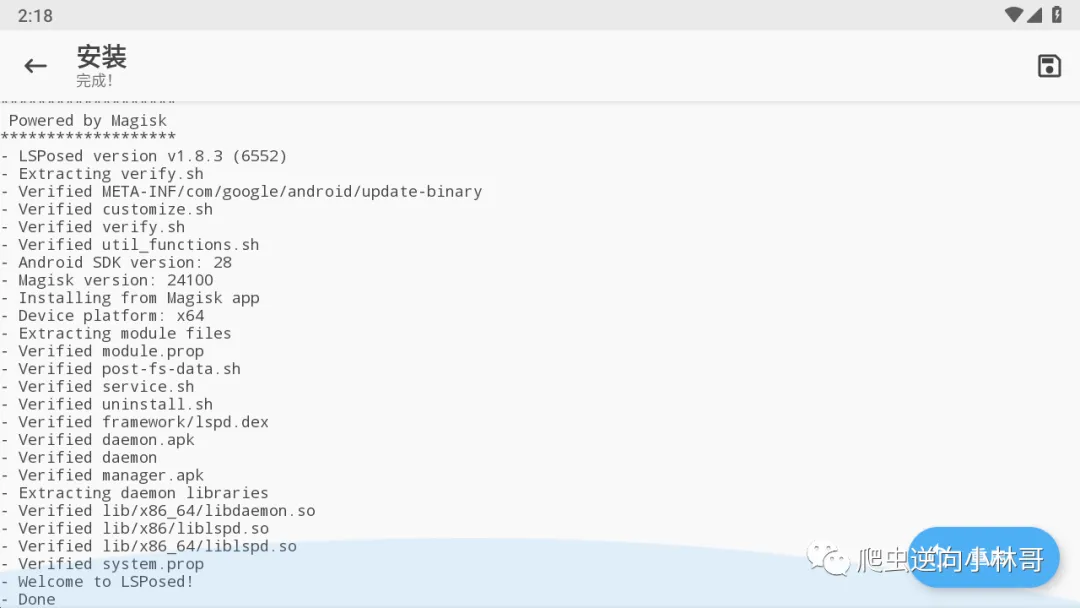 2:18
安装
完成!
*******************
 Powered by Magisk
*******************
- LSPosed version v1.8.3 (6552)
- Extracting verify.sh
- Verified META-INF/com/google/android/update-binary
- Verified customize.sh
- Verified verify.sh
- Verified util_functions.sh
- Android SDK version: 28
- Magisk version: 24100
- Installing from Magisk app
- Device platform: x64
- Extracting module files
- Verified module.prop
- Verified post-fs-data.sh
- Verified service.sh
- Verified uninstall.sh
- Verified framework/lspd.dex
- Verified daemon.apk
- Verified daemon
- Verified manager.apk
- Extracting daemon libraries
- Verified lib/x86_64/libdaemon.so
- Verified lib/x86/liblspd.so
- Verified lib/x86_64/liblspd.so
- Verified system.prop
- Welcome to LSPosed!
- Done
爬虫逆向小林哥